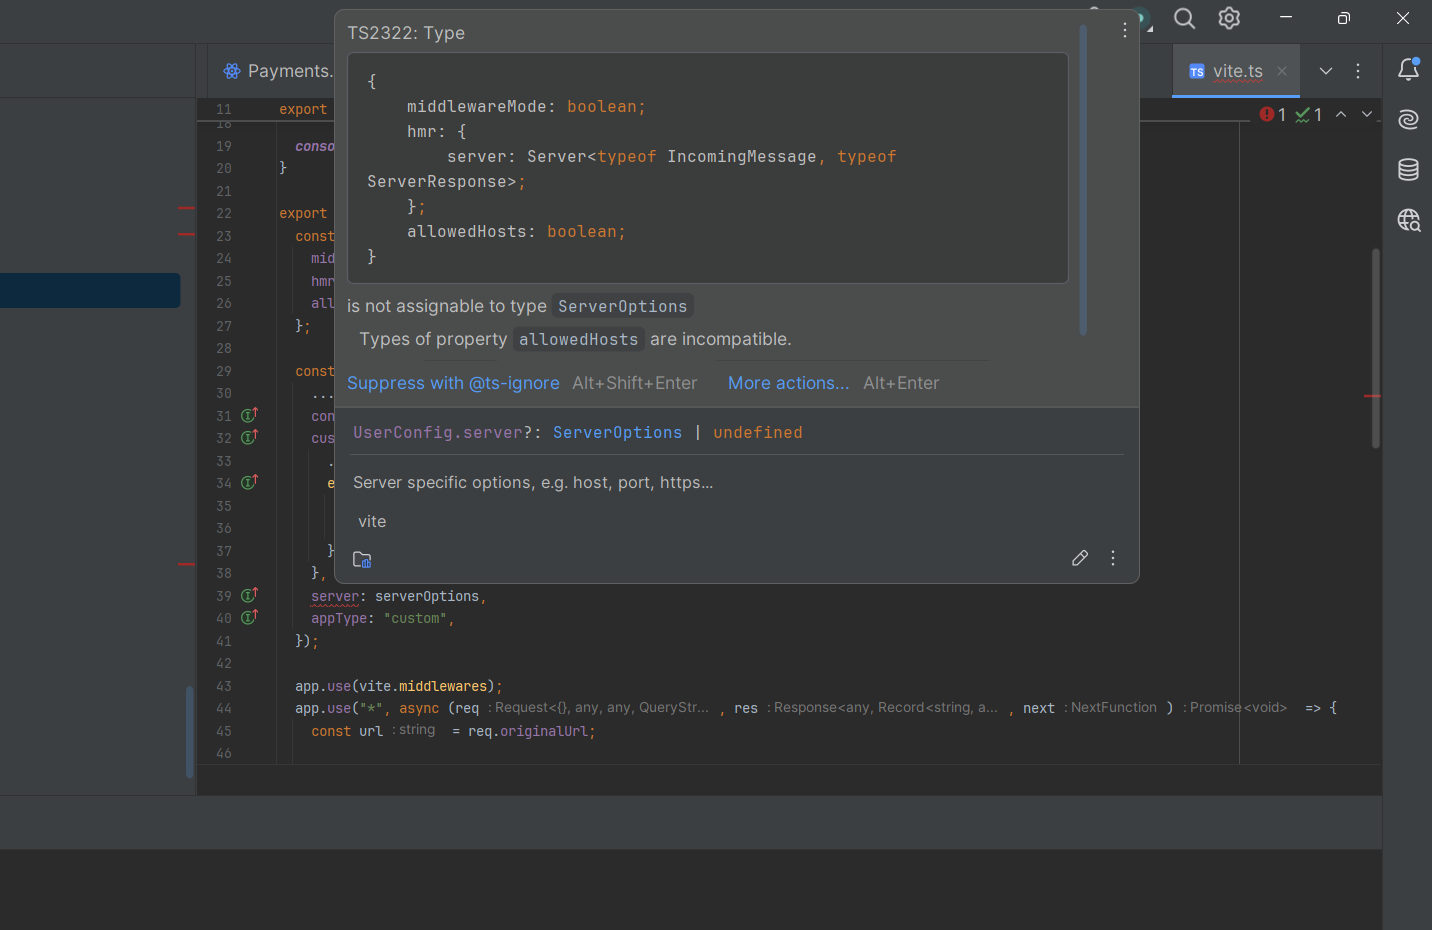 TS2322: Type
{
middlewareMode: boolean;
hmr: {
server: Server<typeof IncomingMessage, typeof
ServerResponse>;
};
allowedHosts: boolean;
}
is not assignable to type ServerOptions
Types of property allowedHosts are incompatible.
Suppress with @ts-ignore Alt+Shift+Enter More actions... Alt+Enter
UserConfig.server?: ServerOptions | undefined
Server specific options, e.g. host, port, https...
vite
Payments.
TS vite.ts
1 1
11 export
18
19 conso
20 }
21
22 export
23 const
24 mid
25 hmr
26 all
27 };
28
29 const
30 ...
31 con
32 cus
33 .
34 e
35
36
37 }
38 },
39 server: serverOptions,
40 appType: "custom",
41 });
42
43 app.use(vite.middlewares);
44 app.use("*", async (req : Request<{}, any, any, QueryStr... , res : Response<any, Record<string, a... , next : NextFunction ) : Promise<void> => {
45 const url : string = req.originalUrl;
46